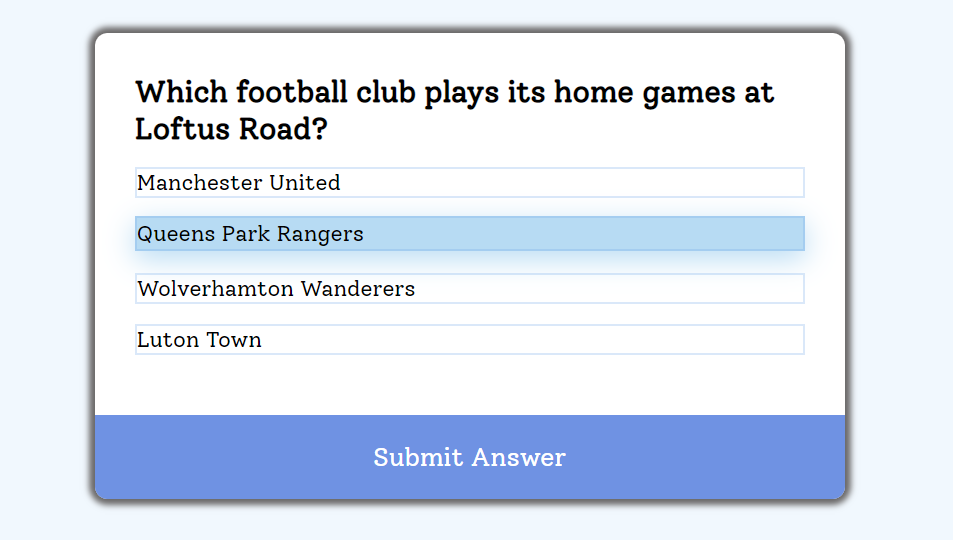 Which football club plays its home games at
Loftus Road?
Manchester United
Queens Park Rangers
Wolverhamton Wanderers
Luton Town
Submit Answer